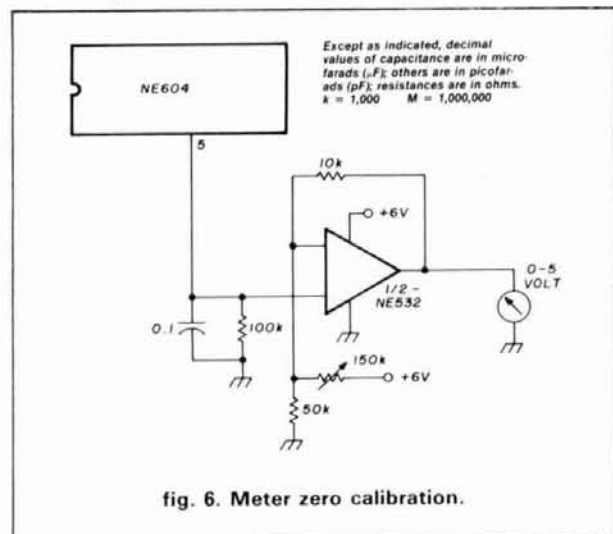 NE604
Except as indicated, decimal
values of capacitance are in micro-
farads (μF); others are in picofar-
ads (pF); resistances are in ohms.
k = 1,000 M = 1,000,000
5
10k
+6V
0-5
VOLT
1/2 -
NE532
0.1
100k
150k
+6V
50k
fig. 6. Meter zero calibration.